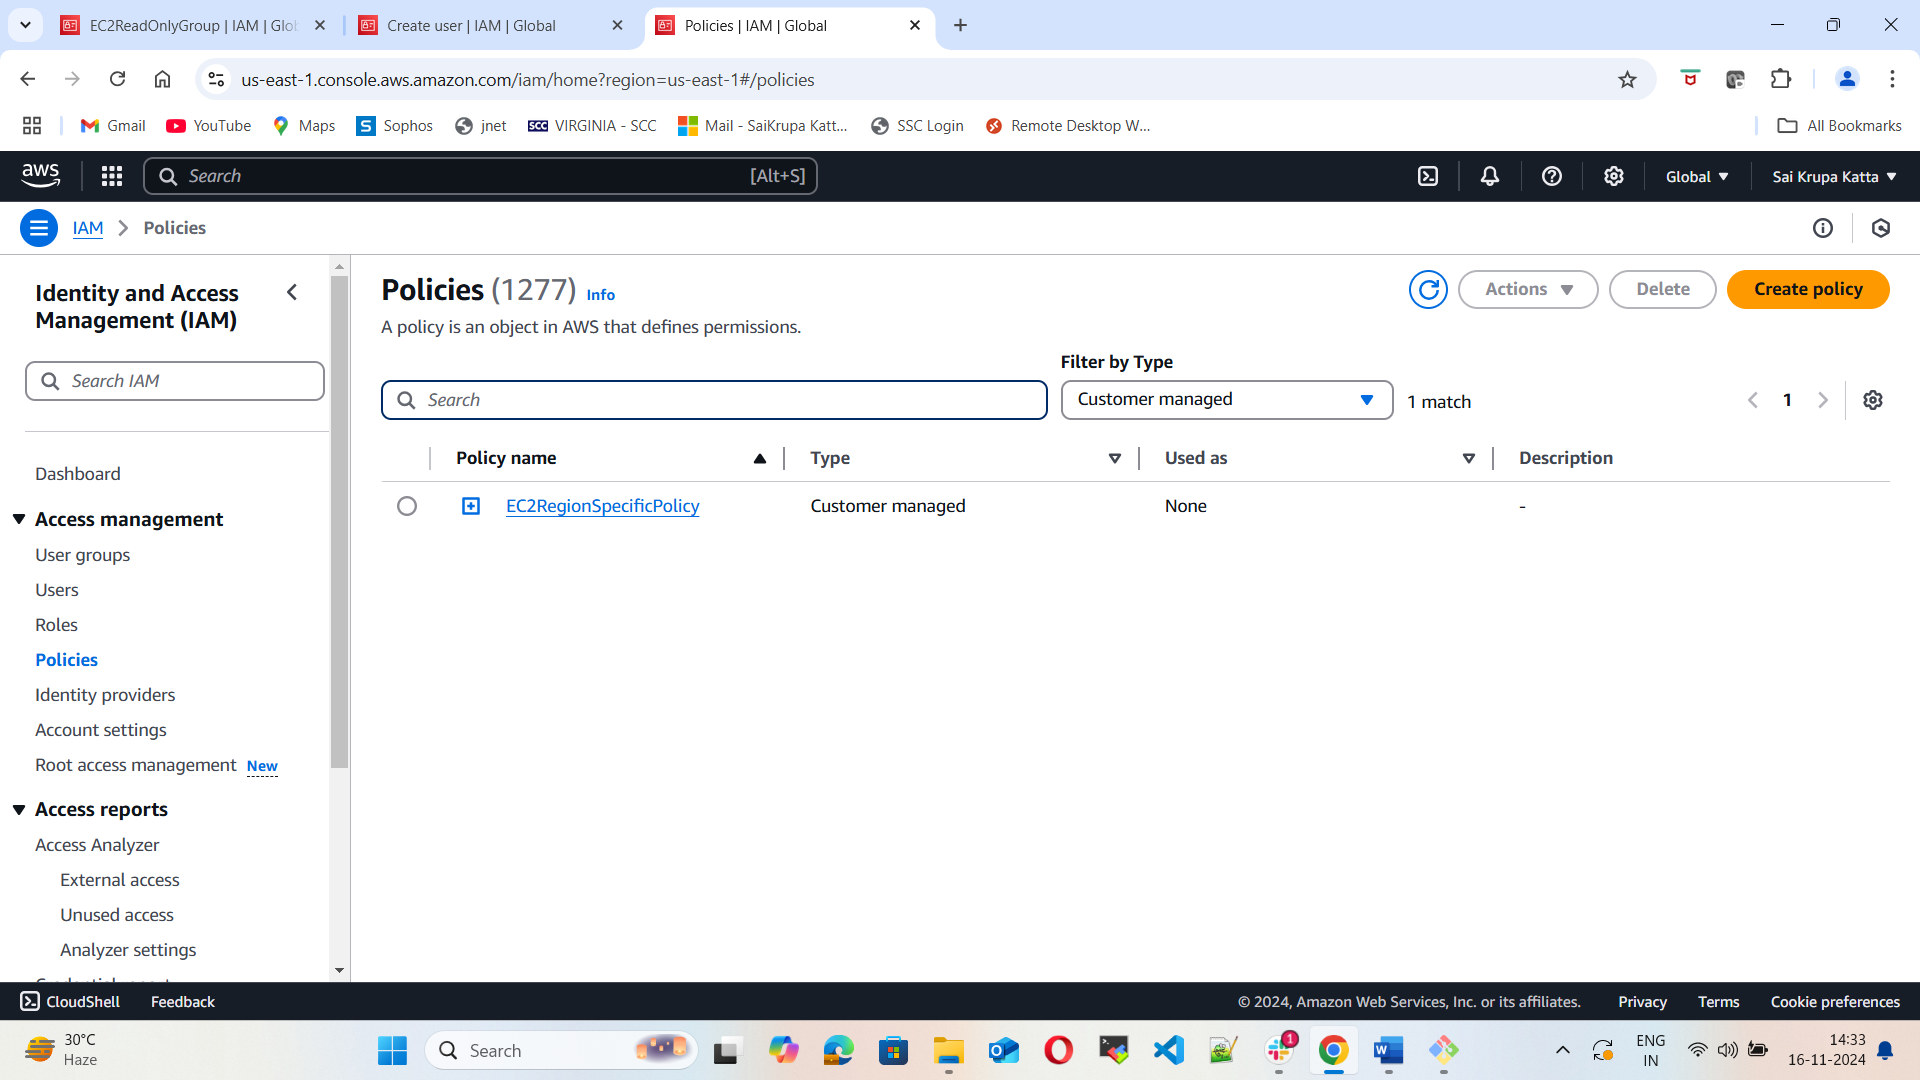 EC2ReadOnlyGroup | IAM | Glob
Create user | IAM | Global
Policies | IAM | Global
us-east-1.console.aws.amazon.com/iam/home?region=us-east-1#/policies
Gmail
YouTube
Maps
S Sophos
jnet
SCC VIRGINIA - SCC
Mail - SaiKrupa Katt...
SSC Login
Remote Desktop W...
All Bookmarks
aws
Search
[Alt+S]
Global
Sai Krupa Katta
IAM
Policies
Identity and Access
Management (IAM)
Search IAM
Dashboard
Access management
User groups
Users
Roles
Policies
Identity providers
Account settings
Root access management New
Access reports
Access Analyzer
External access
Unused access
Analyzer settings
Policies (1277) Info
A policy is an object in AWS that defines permissions.
Actions
Delete
Create policy
Filter by Type
Search
Customer managed
1 match
1
Policy name
Type
Used as
Description
EC2RegionSpecificPolicy
Customer managed
None
-
CloudShell
Feedback
© 2024, Amazon Web Services, Inc. or its affiliates.
Privacy
Terms
Cookie preferences
30°C
Haze
Search
1
ENG
IN
14:33
16-11-2024